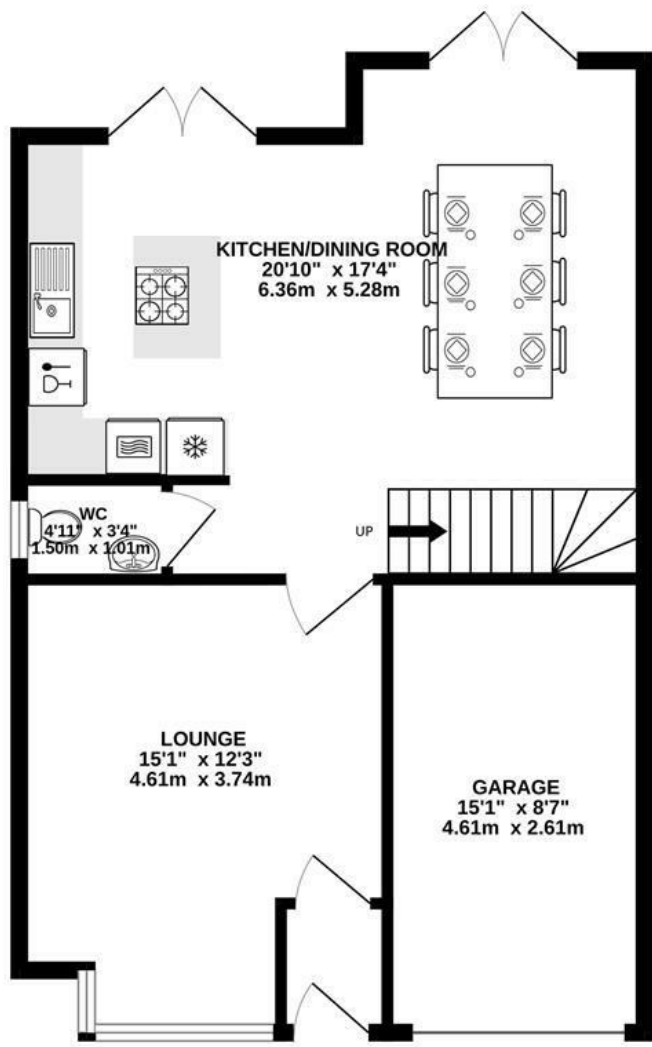 KITCHEN/DINING ROOM
20'10" x 17'4"
6.36m x 5.28m
WC
4'11" x 3'4"
1.50m x 1.01m
UP
LOUNGE
15'1" x 12'3"
4.61m x 3.74m
GARAGE
15'1" x 8'7"
4.61m x 2.61m